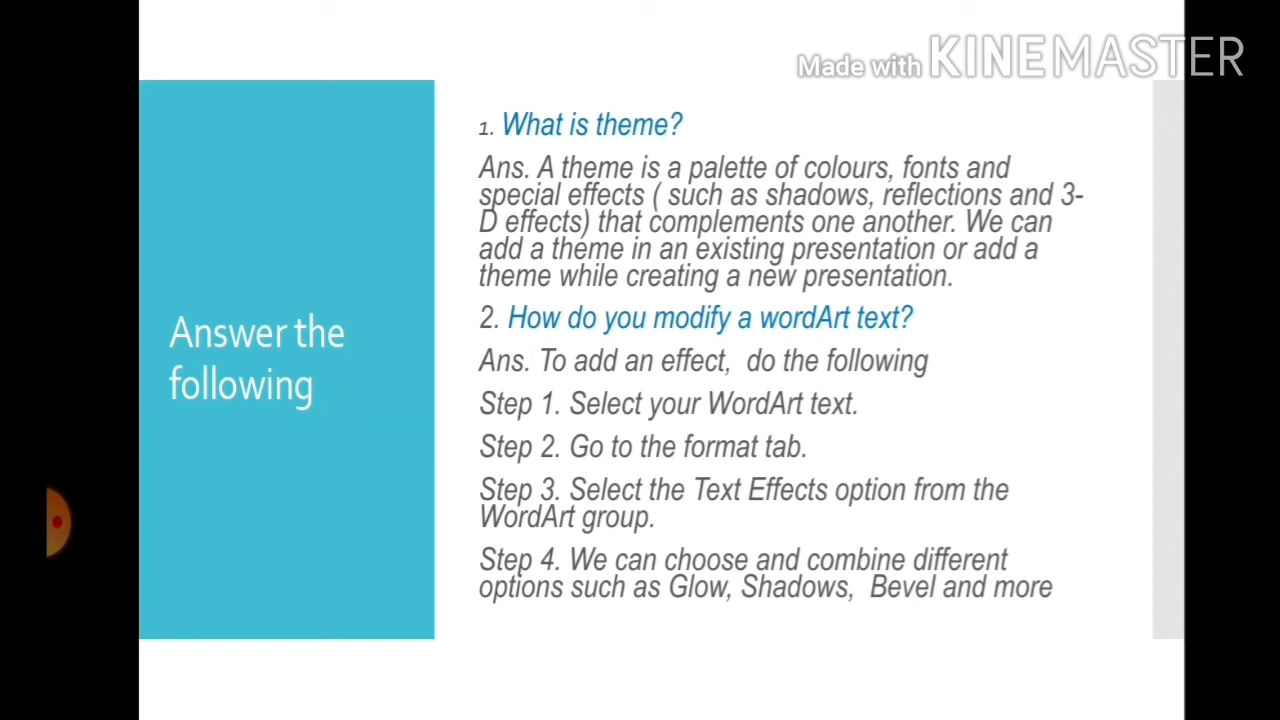 Made with KINEMASTER
1. What is theme?
Ans. A theme is a palette of colours, fonts and
special effects ( such as shadows, reflections and 3-
D effects) that complements one another. We can
add a theme in an existing presentation or add a
theme while creating a new presentation.
2. How do you modify a wordArt text?
Ans. To add an effect,  do the following
Step 1. Select your WordArt text.
Step 2. Go to the format tab.
Step 3. Select the Text Effects option from the
WordArt group.
Step 4. We can choose and combine different
options such as Glow, Shadows,  Bevel and more
Answer the
following